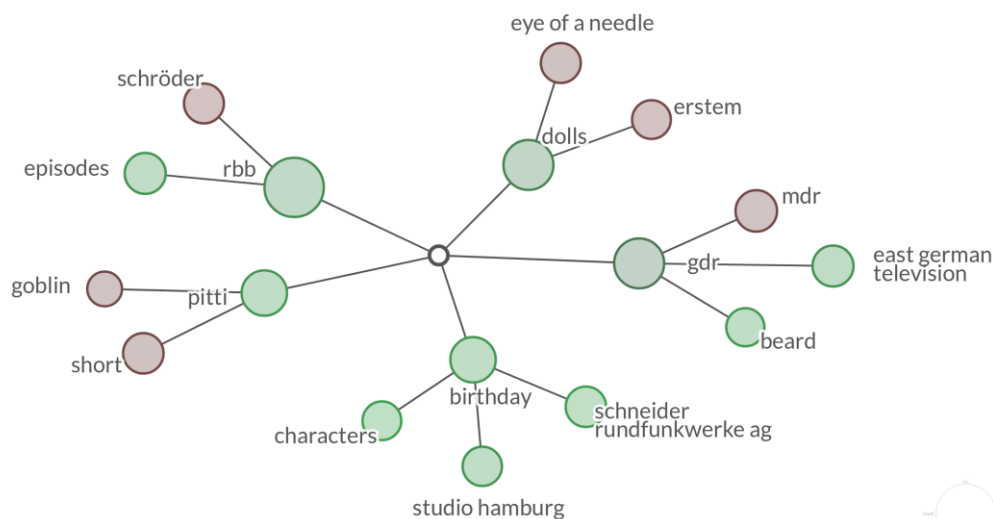 eye of a needle
schröder
erstem
dolls
episodes
rbb
mdr
gdr
east german
television
goblin
pitti
beard
short
birthday
characters
schneider
rundfunkwerke ag
studio hamburg